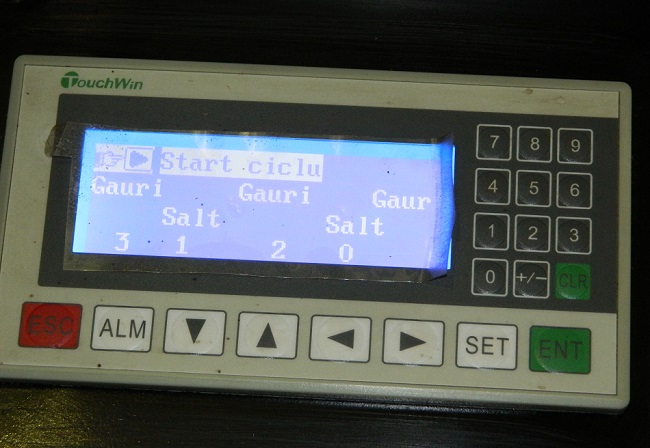 TouchWin
Start ciclu
Gauri Gauri Gaur
Salt Salt
3 1 2 0
7 8 9
4 5 6
1 2 3
0 +/- CLR
ESC ALM SET ENT